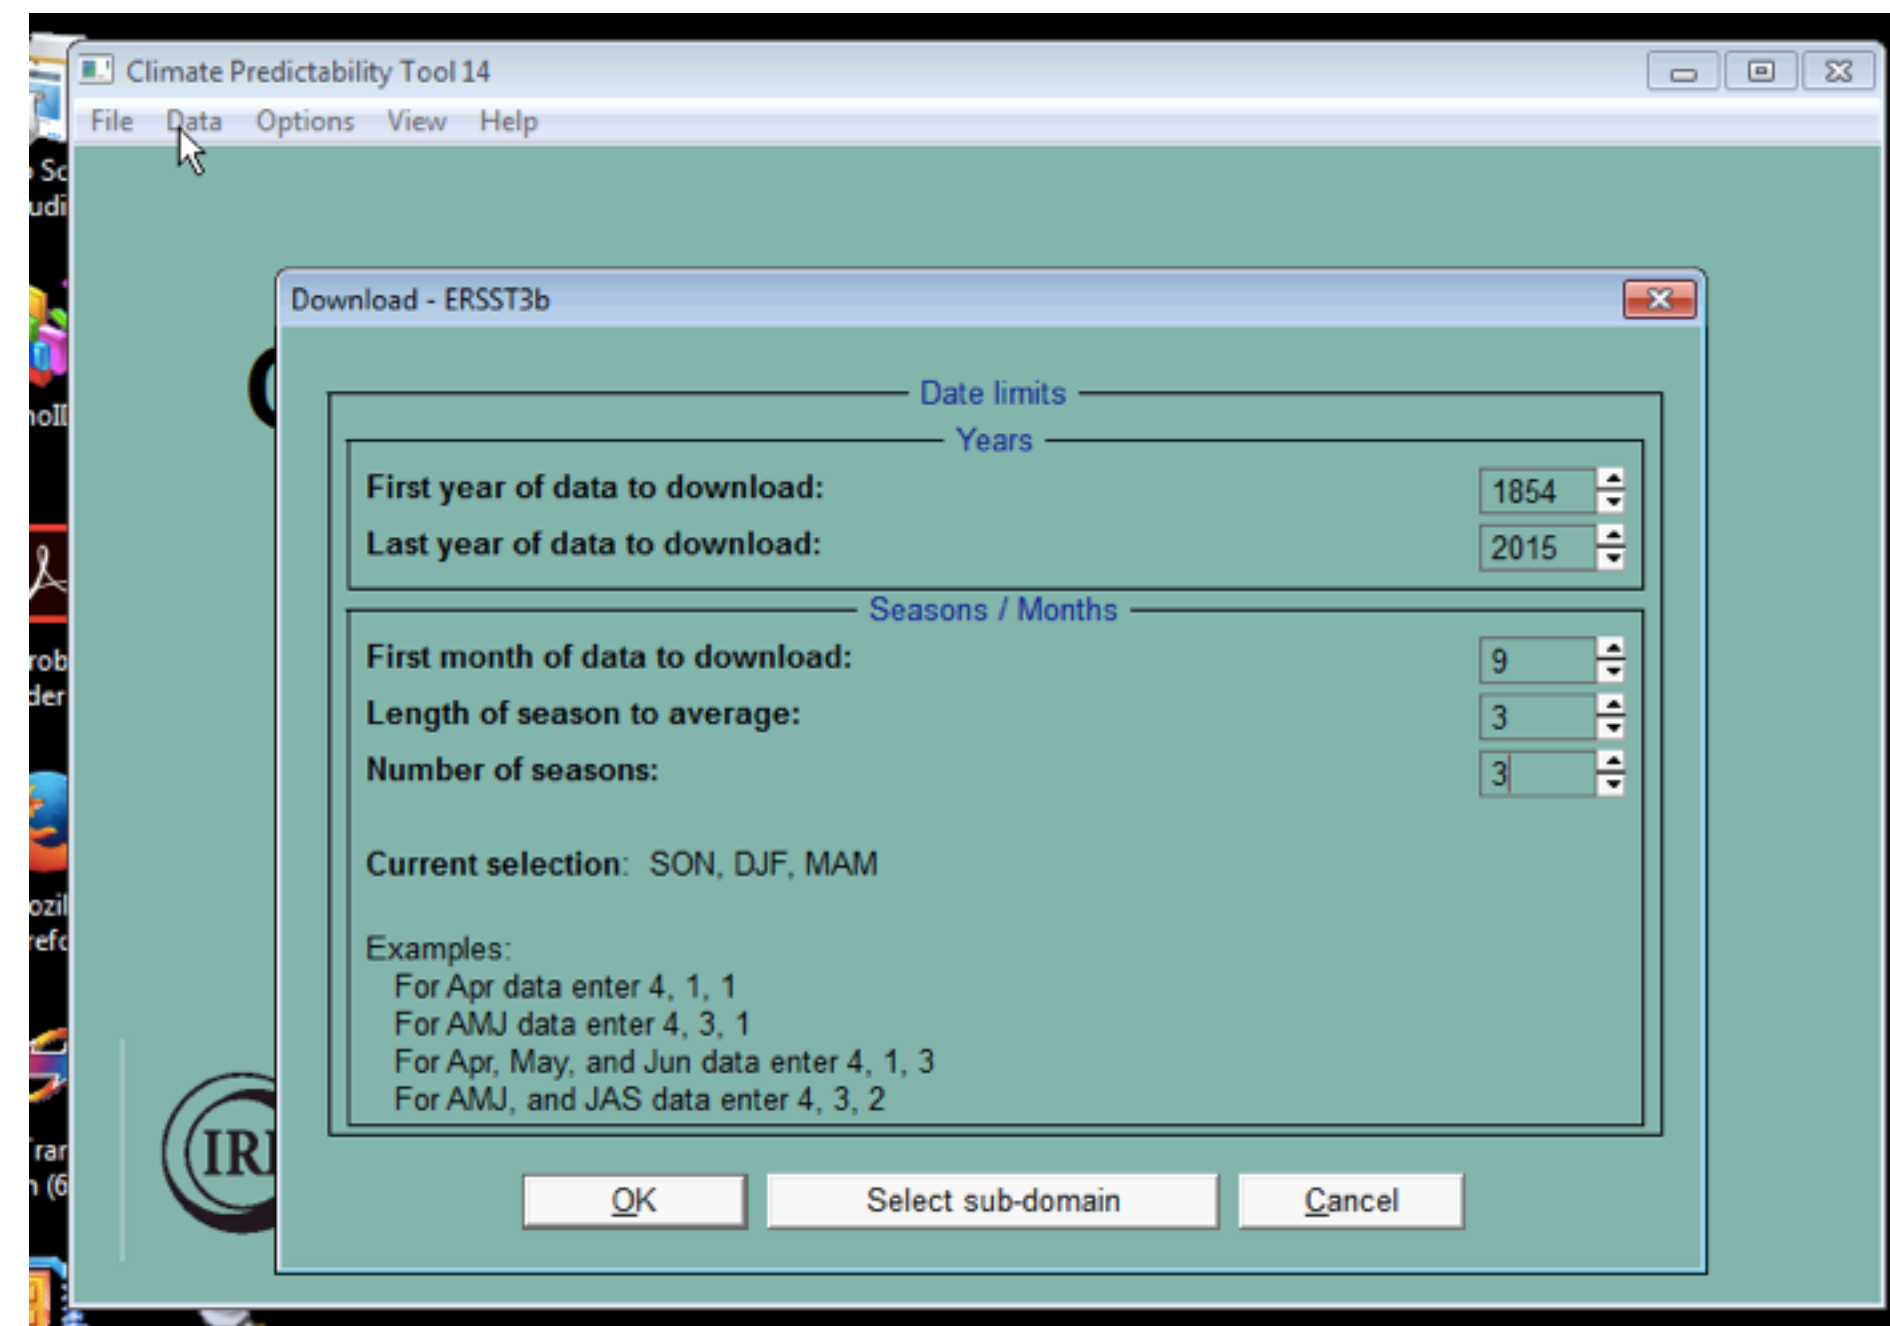 Climate Predictability Tool 14
File Data Options View Help
Download - ERSST3b
Date limits
Years
First year of data to download: 1854
Last year of data to download: 2015
Seasons / Months
First month of data to download: 9
Length of season to average: 3
Number of seasons: 3
Current selection: SON, DJF, MAM
Examples:
For Apr data enter 4, 1, 1
For AMJ data enter 4, 3, 1
For Apr, May, and Jun data enter 4, 1, 3
For AMJ, and JAS data enter 4, 3, 2
OK Select sub-domain Cancel